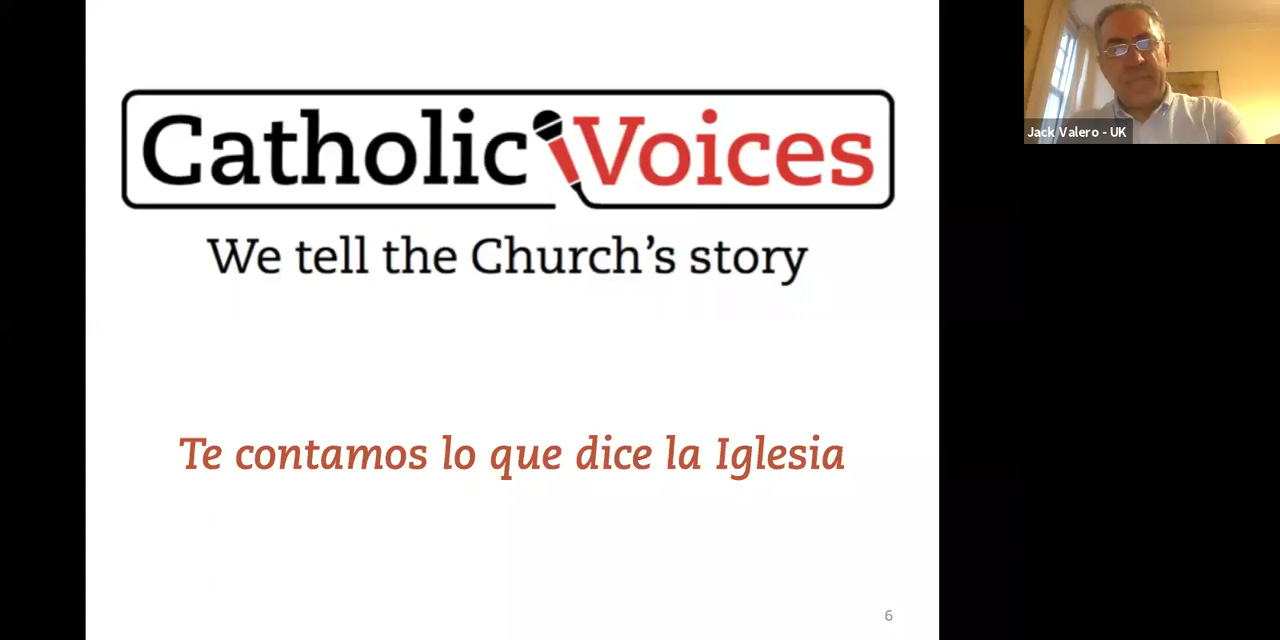 Catholic Voices
We tell the Church's story
Te contamos lo que dice la Iglesia
6
Jack Valero - UK